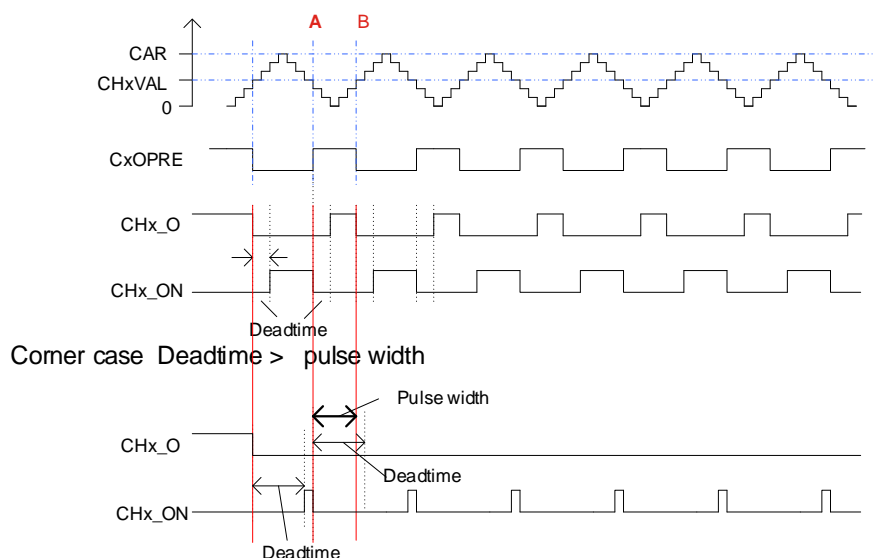 A B
CAR
CHxVAL
0
CxOPRE
CHx_O
CHx_ON
Deadtime
Corner case Deadtime > pulse width
Pulse width
CHx_O
Deadtime
CHx_ON
Deadtime